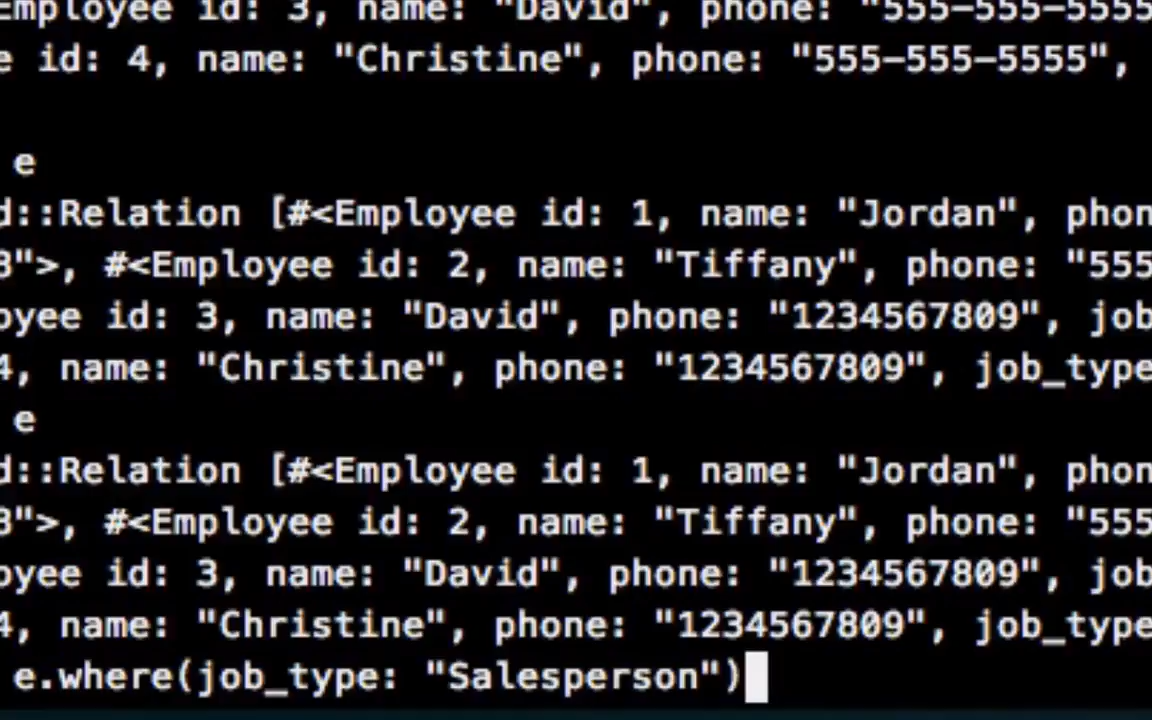 Employee id: 3, name: "David", phone: "555-555-5555
e id: 4, name: "Christine", phone: "555-555-5555",
e
d::Relation [#<Employee id: 1, name: "Jordan", phon
8">, #<Employee id: 2, name: "Tiffany", phone: "555
oyee id: 3, name: "David", phone: "1234567809", job
4, name: "Christine", phone: "1234567809", job_type
e
d::Relation [#<Employee id: 1, name: "Jordan", phon
8">, #<Employee id: 2, name: "Tiffany", phone: "555
oyee id: 3, name: "David", phone: "1234567809", job
4, name: "Christine", phone: "1234567809", job_type
e.where(job_type: "Salesperson")